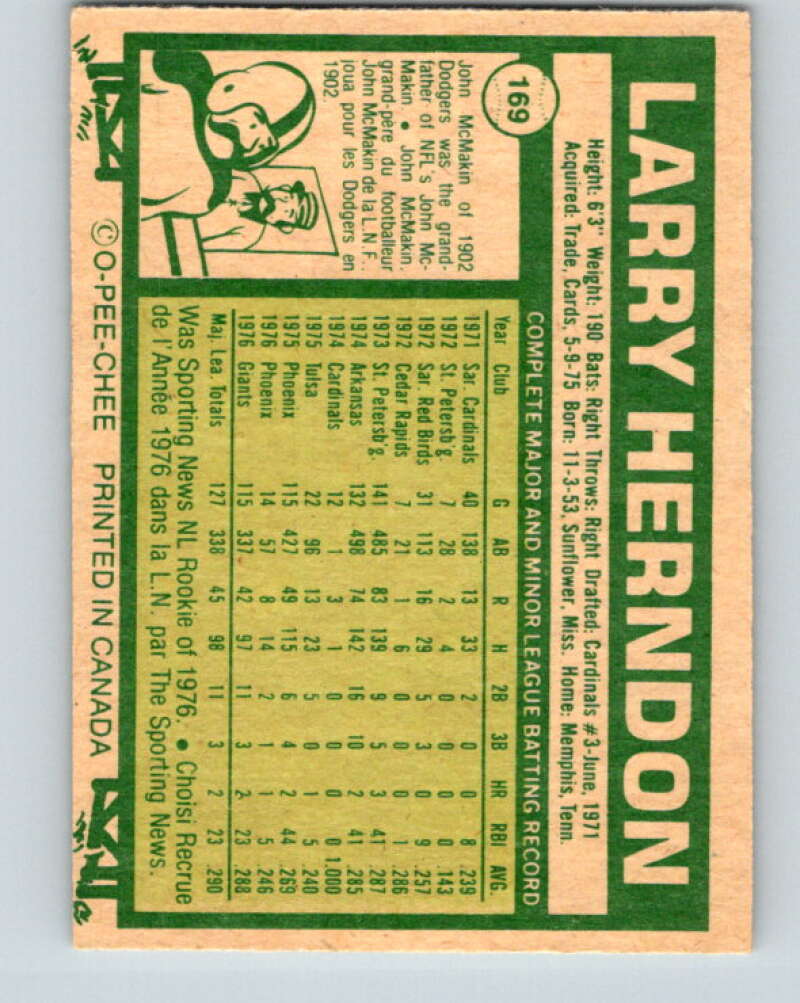 LARRY HERNDON
Height: 6'3" Weight: 190 Bats: Right Throws: Right Drafted: Cardinals #3-June, 1971
Acquired: Trade, Cards, 5-9-75 Born: 11-3-53, Sunflower, Miss. Home: Memphis, Tenn.
169
John McMakin of 1902
Dodgers was the grand-
father of NFL's John Mc-
Makin. • John McMakin,
grand-père du footballeur
John McMakin de la L.N.F.
joua pour les Dodgers en
1902.
COMPLETE MAJOR AND MINOR LEAGUE BATTING RECORD
Year Club G AB R H 2B 3B HR RBI AVG.
1971 Sar. Cardinals 40 138 13 33 2 0 0 8 .239
1972 St. Petersb'g. 7 28 2 4 0 0 0 0 .143
1972 Sar. Red Birds 31 113 16 29 5 3 0 9 .257
1972 Cedar Rapids 7 21 1 6 0 0 0 1 .286
1973 St. Petersb'g. 141 485 83 139 9 5 3 41 .287
1974 Arkansas 132 498 74 142 16 10 2 41 .285
1974 Cardinals 12 1 3 1 0 0 0 0 1.000
1975 Tulsa 22 96 13 23 5 0 1 5 .240
1975 Phoenix 115 427 49 115 6 4 2 44 .269
1976 Phoenix 14 57 8 14 2 1 1 5 .246
1976 Giants 115 337 42 97 11 3 2 23 .288
Maj. Lea Totals 127 338 45 98 11 3 2 23 .290
Was Sporting News NL Rookie of 1976. • Choisi Recrue
de l'Année 1976 dans la L.N. par The Sporting News.
© O-PEE-CHEE PRINTED IN CANADA